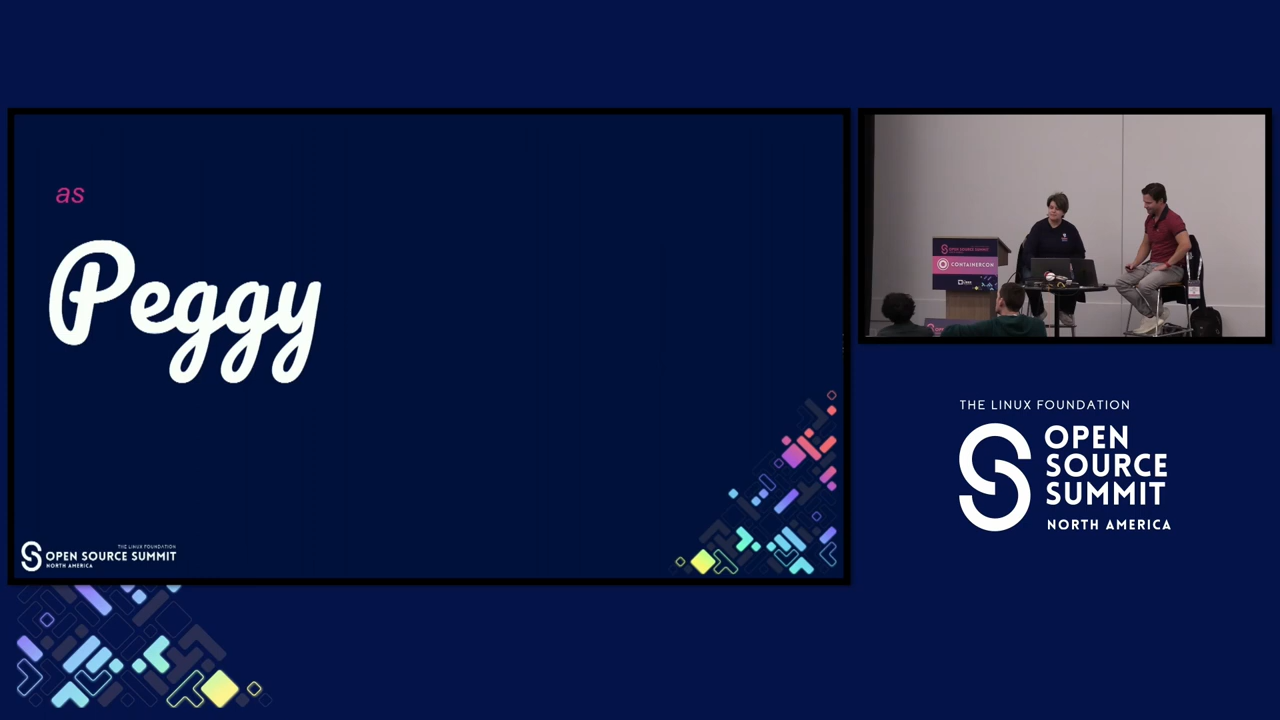 as
Peggy
THE LINUX FOUNDATION
OPEN SOURCE SUMMIT
NORTH AMERICA
OPEN SOURCE SUMMIT
CONTAINERCON
THE LINUX FOUNDATION
OPEN
SOURCE
SUMMIT
NORTH AMERICA